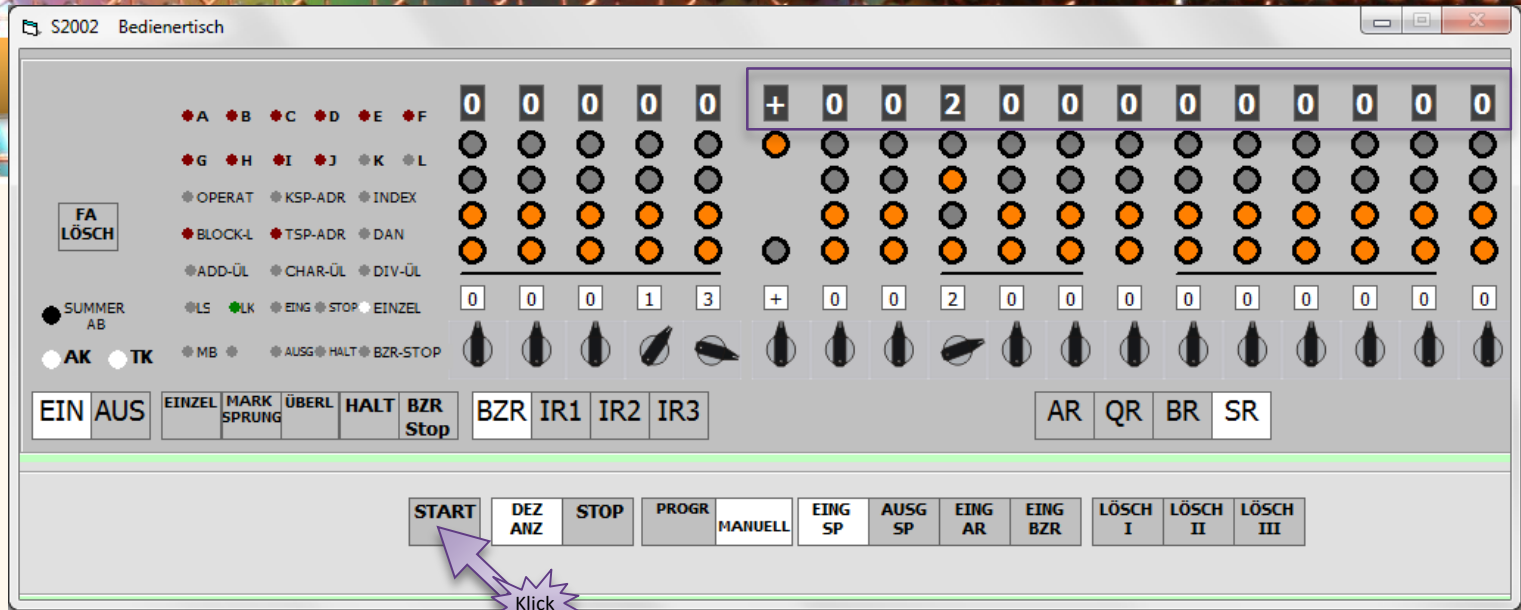 S2002 Bedienertisch
0 0 0 0 0 + 0 0 2 0 0 0 0 0 0 0 0 0
A B C D E F
G H I J K L
OPERAT KSP-ADR INDEX
FA LÖSCH
BLOCK-L TSP-ADR DAN
ADD-ÜL CHAR-ÜL DIV-ÜL
0 0 0 1 3 + 0 0 2 0 0 0 0 0 0 0 0 0
SUMMER AB
LS LK EING STOP EINZEL
AK TK
MB AUSG HALT BZR-STOP
EIN AUS EINZEL MARK SPRUNG ÜBERL HALT BZR Stop BZR IR1 IR2 IR3 AR QR BR SR
START DEZ ANZ STOP PROGR MANUELL EING SP AUSG SP EING AR EING BZR LÖSCH I LÖSCH II LÖSCH III
Klick